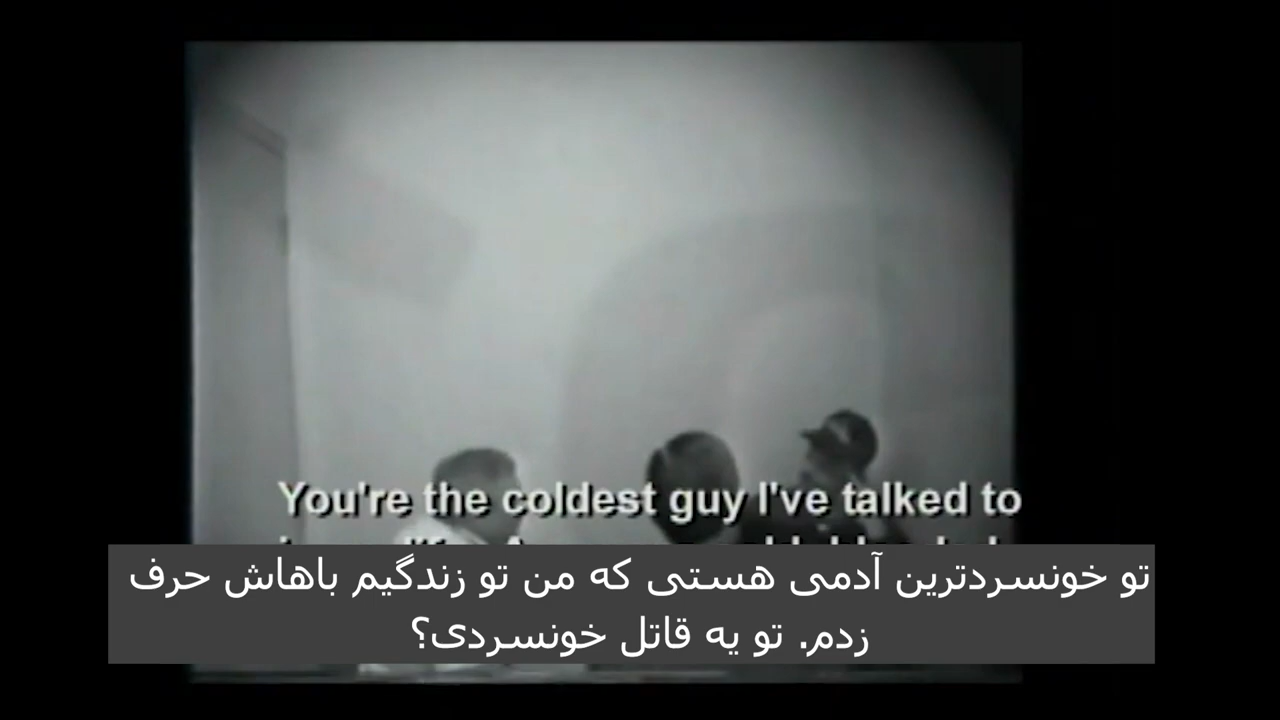 You're the coldest guy I've talked to
تو خونسردترین آدمی هستی که من تو زندگیم باهاش حرف
زدم. تو یه قاتل خونسردی؟